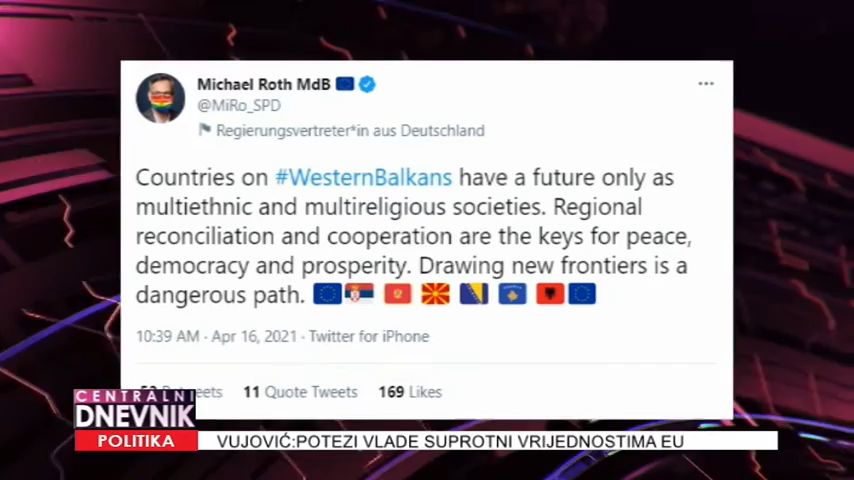 Michael Roth MdB
@MiRo_SPD
Regierungsvertreter*in aus Deutschland
Countries on #WesternBalkans have a future only as
multiethnic and multireligious societies. Regional
reconciliation and cooperation are the keys for peace,
democracy and prosperity. Drawing new frontiers is a
dangerous path.
10:39 AM · Apr 16, 2021 · Twitter for iPhone
11 Quote Tweets 169 Likes
CENTRALNI
DNEVNIK
POLITIKA
VUJOVIĆ:POTEZI VLADE SUPROTNI VRIJEDNOSTIMA EU